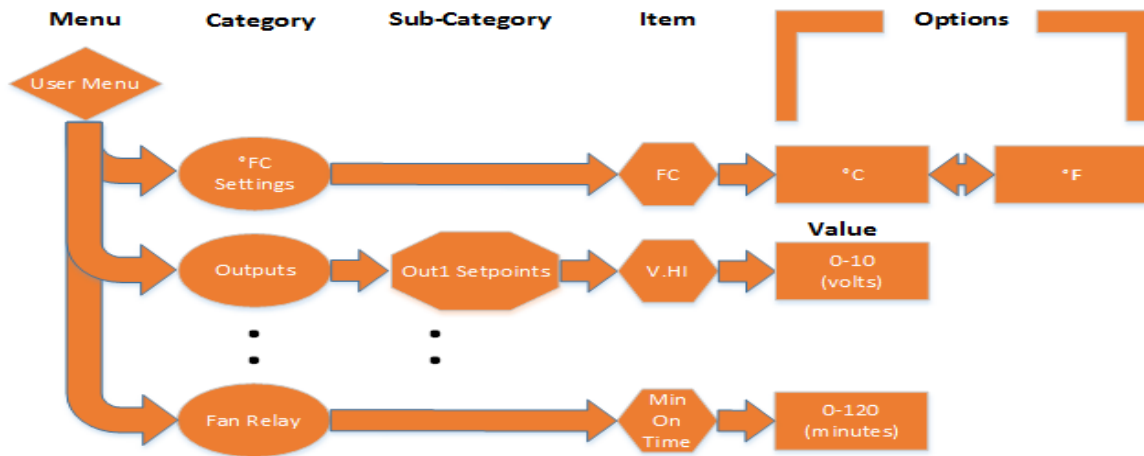 Menu Category Sub-Category Item Options
User Menu
°FC
Settings
FC
°C
°F
Value
Outputs
Out1 Setpoints
V.HI
0-10
(volts)
Fan Relay
Min
On
Time
0-120
(minutes)